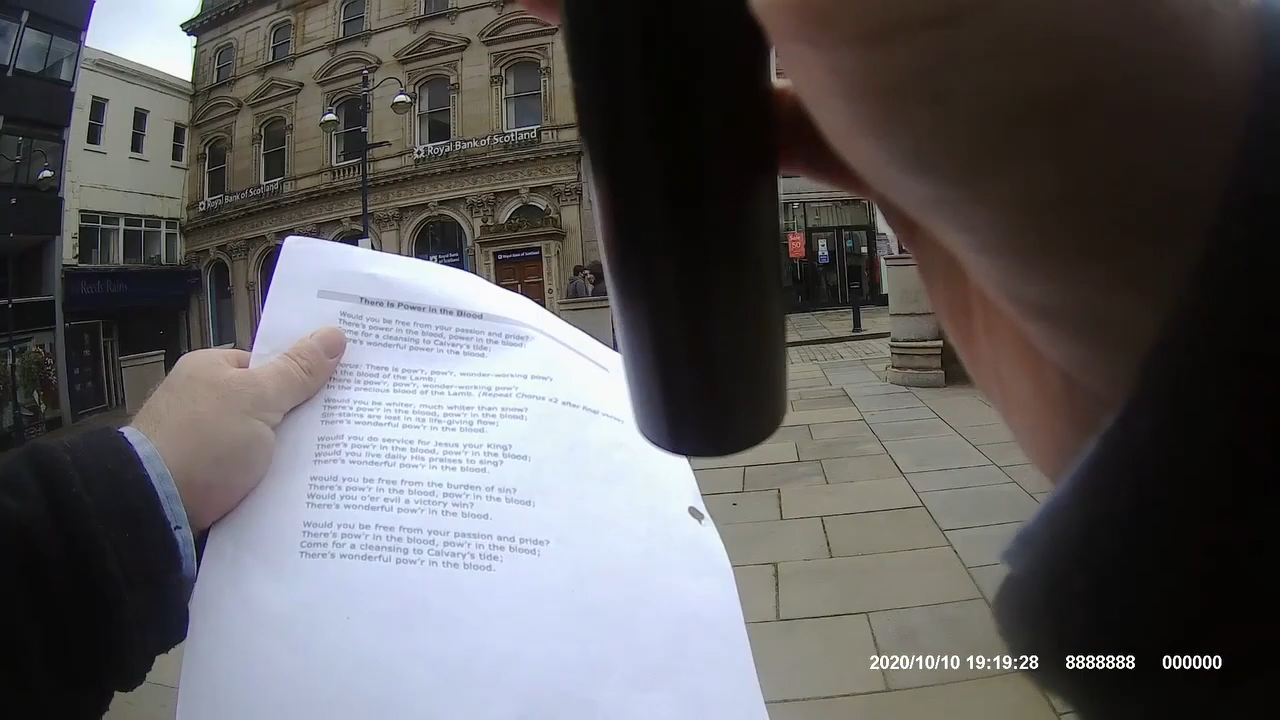 Royal Bank of Scotland
Royal Bank of Scotland
Royal Bank of Scotland
Reeds Rains
Sale
50
There is Power in the Blood
Would you be free from your passion and pride?
There's power in the blood, power in the blood;
ome for a cleansing to Calvary's tide;
re's wonderful power in the blood.
horus: There is pow'r, pow'r, wonder-working pow'r
n the blood of the Lamb;
There is pow'r, pow'r, wonder-working pow'r
In the precious blood of the Lamb. (Repeat Chorus x2 after final verse)
Would you be whiter, much whiter than snow?
There's pow'r in the blood, pow'r in the blood;
Sin-stains are lost in its life-giving flow;
There's wonderful pow'r in the blood.
Would you do service for Jesus your King?
There's pow'r in the blood, pow'r in the blood;
Would you live daily His praises to sing?
There's wonderful pow'r in the blood.
Would you be free from the burden of sin?
There's pow'r in the blood, pow'r in the blood;
Would you o'er evil a victory win?
There's wonderful pow'r in the blood.
Would you be free from your passion and pride?
There's pow'r in the blood, pow'r in the blood;
Come for a cleansing to Calvary's tide;
There's wonderful pow'r in the blood.
2020/10/10 19:19:28 8888888 000000